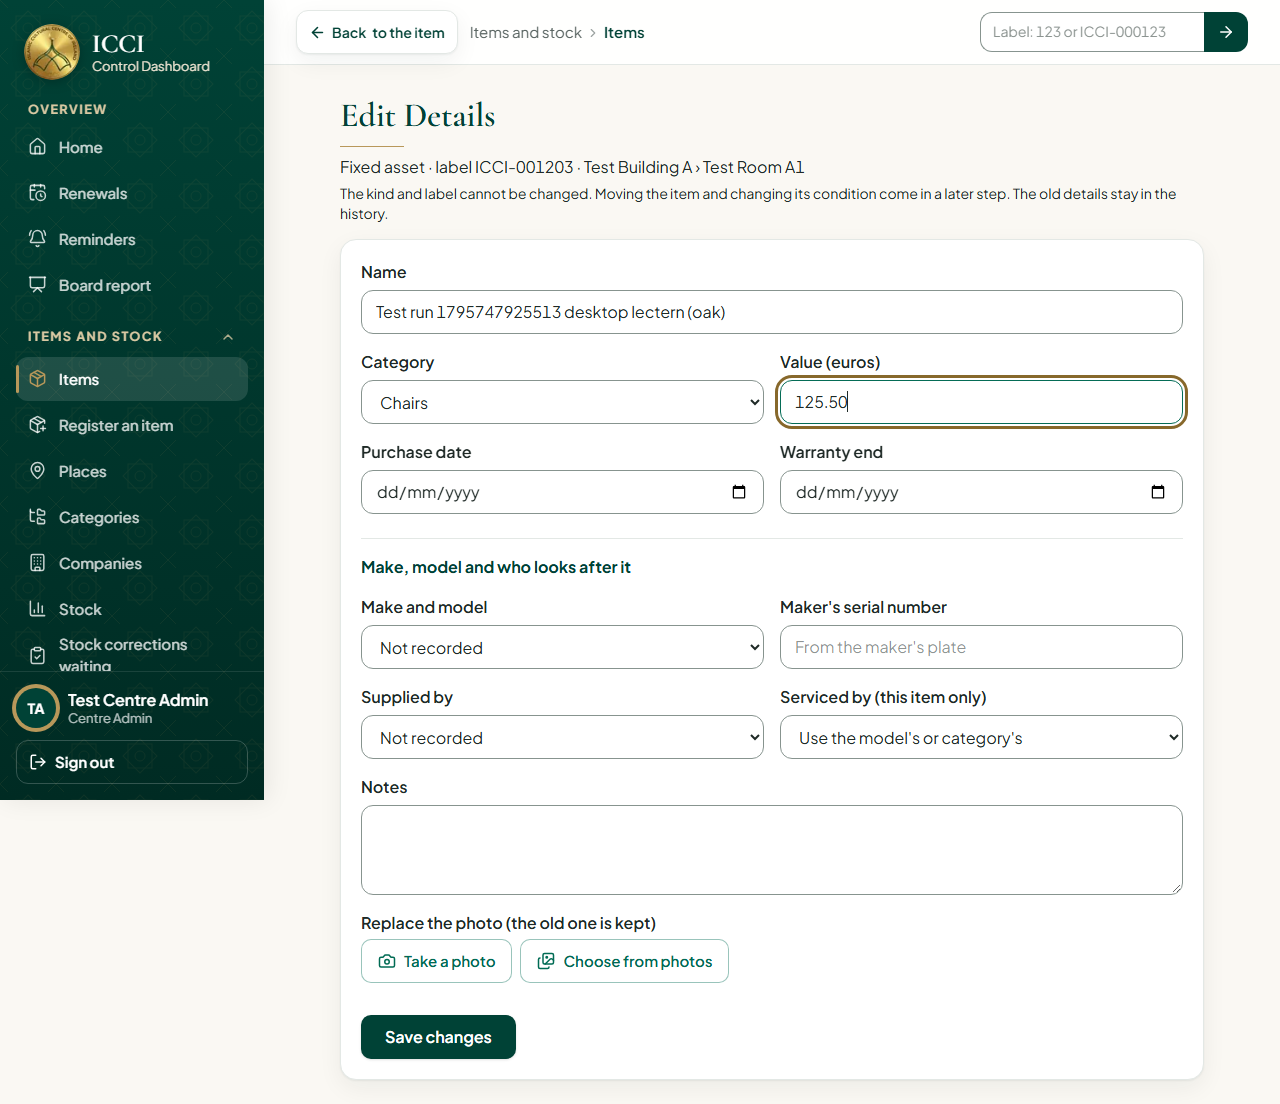 ICCI
Control Dashboard
OVERVIEW
Home
Renewals
Reminders
Board report
ITEMS AND STOCK
Items
Register an item
Places
Categories
Companies
Stock
Stock corrections
waiting
TA
Test Centre Admin
Centre Admin
Sign out
Back to the item
Items and stock › Items
Label: 123 or ICCI-000123
Edit Details
Fixed asset · label ICCI-001203 · Test Building A › Test Room A1
The kind and label cannot be changed. Moving the item and changing its condition come in a later step. The old details stay in the
history.
Name
Test run 1795747925513 desktop lectern (oak)
Category
Value (euros)
Chairs
125.50
Purchase date
Warranty end
dd/mm/yyyy
dd/mm/yyyy
Make, model and who looks after it
Make and model
Maker's serial number
Not recorded
From the maker's plate
Supplied by
Serviced by (this item only)
Not recorded
Use the model's or category's
Notes
Replace the photo (the old one is kept)
Take a photo
Choose from photos
Save changes